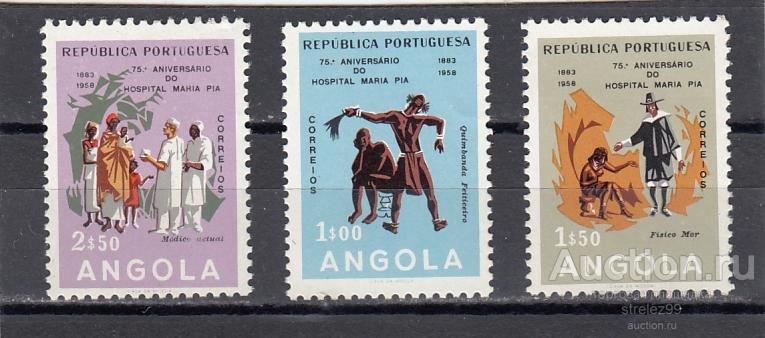 REPÚBLICA PORTUGUESA
75.º ANIVERSÁRIO
DO
HOSPITAL MARIA PIA
1883
1958
CORREIOS
Médico actual
2$50
ANGOLA
REPÚBLICA PORTUGUESA
75.º ANIVERSÁRIO
DO
HOSPITAL MARIA PIA
1883
1958
CORREIOS
Quimbanda Feiticeiro
1$00
ANGOLA
REPÚBLICA PORTUGUESA
75.º ANIVERSÁRIO
DO
HOSPITAL MARIA PIA
1883
1958
CORREIOS
Físico Mor
1$50
ANGOLA
Auction.ru
strelez99
auction.ru